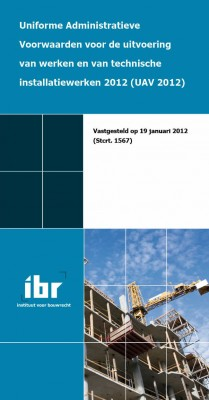 Uniforme Administratieve
Voorwaarden voor de uitvoering
van werken en van technische
installatiewerken 2012 (UAV 2012)
Vastgesteld op 19 januari 2012
(Stcrt. 1567)
ibr
instituut voor bouwrecht